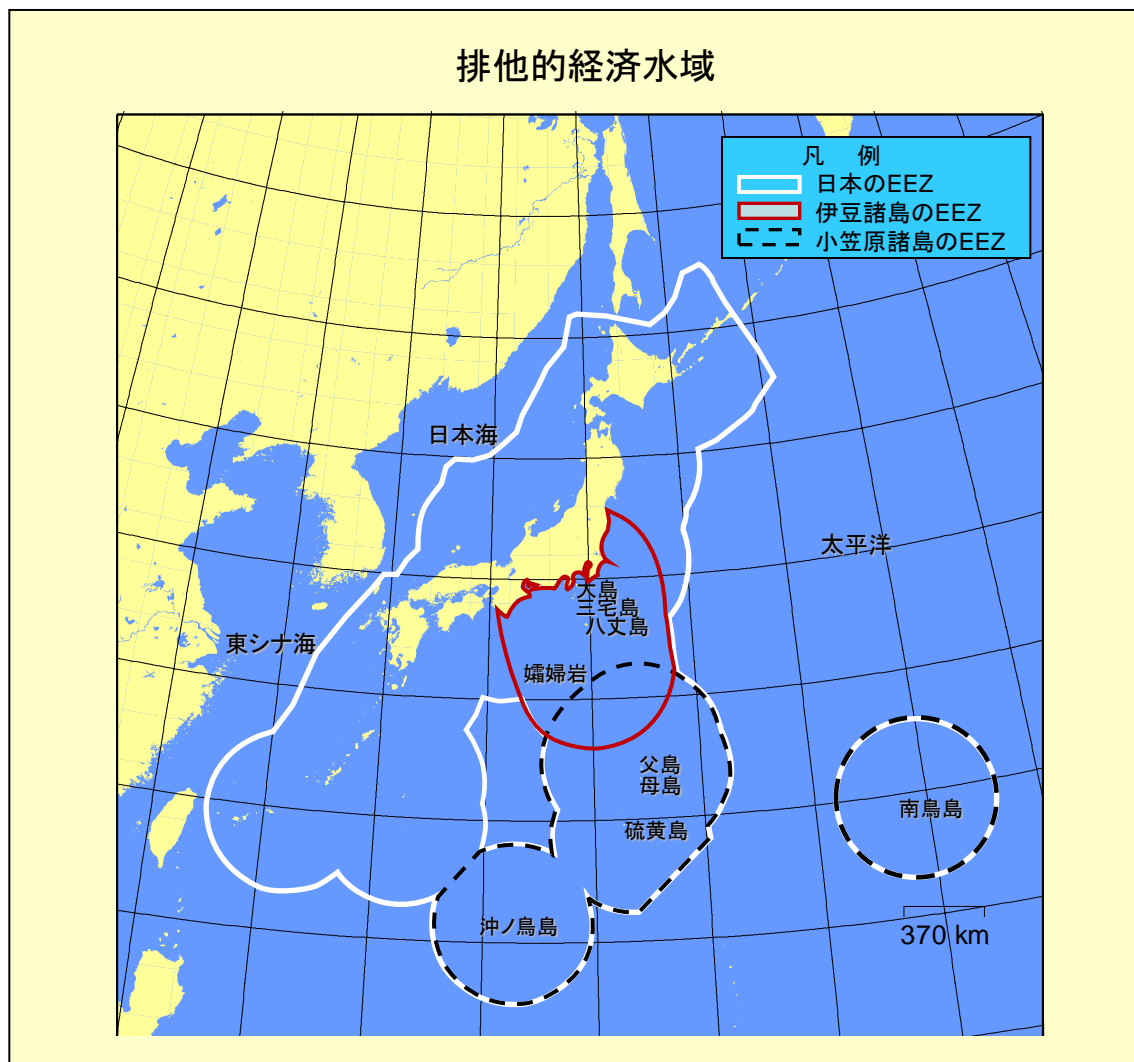 排他的経済水域
凡 例
日本のEEZ
伊豆諸島のEEZ
小笠原諸島のEEZ
日本海
太平洋
大島
三宅島
八丈島
東シナ海
孀婦岩
父島
母島
硫黄島
南鳥島
沖ノ鳥島
370 km